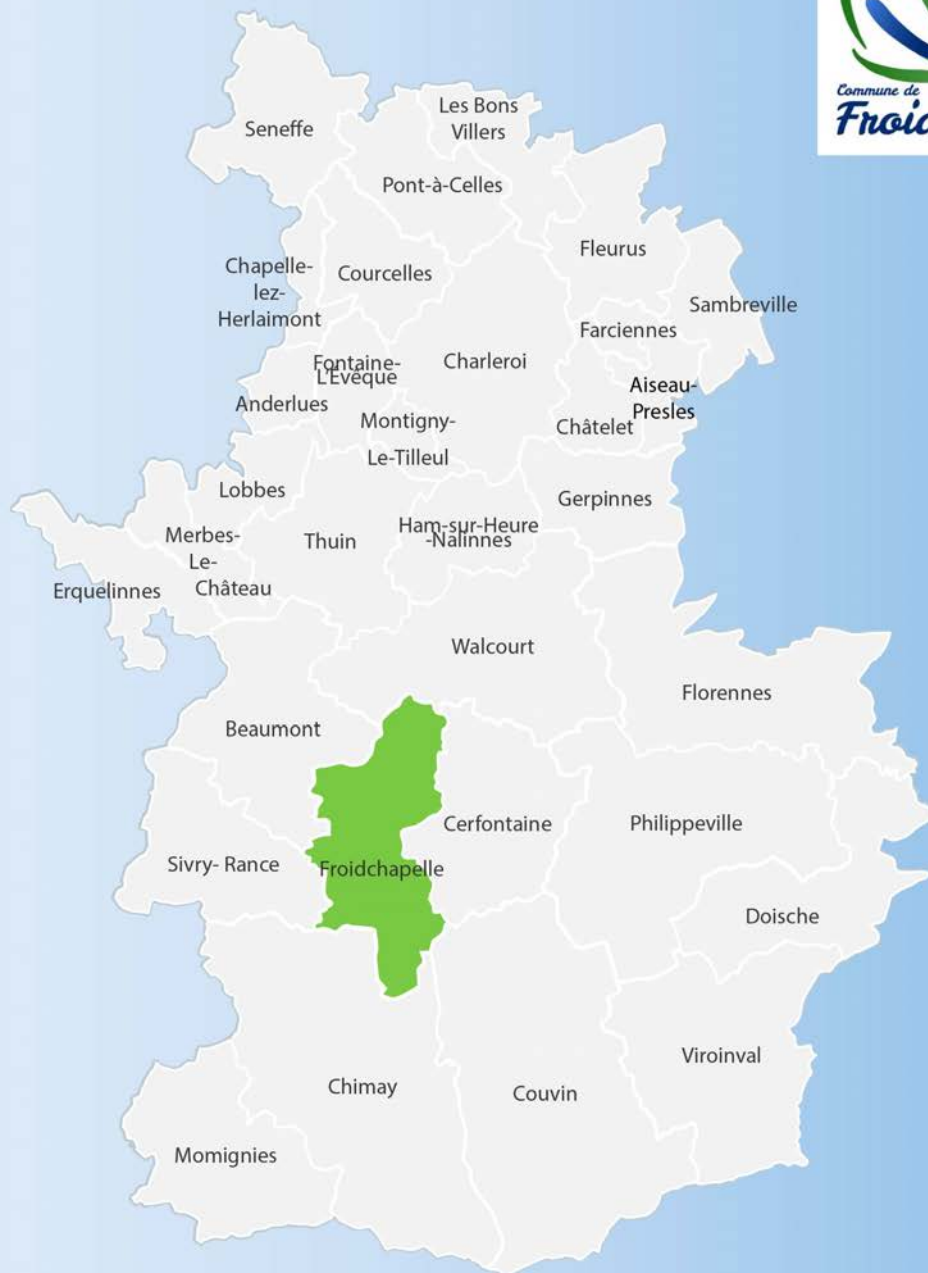 Commune de
Les Bons
Villers
Seneffe
Pont-à-Celles
Fleurus
Chapelle-
lez-
Herlaimont
Courcelles
Sambreville
Farciennes
Fontaine-
L'Evêque
Charleroi
Aiseau-
Presles
Anderlues
Montigny-
Le-Tilleul
Châtelet
Lobbes
Gerpinnes
Merbes-
Le-
Château
Thuin
Ham-sur-Heure
-Nalinnes
Erquelinnes
Walcourt
Florennes
Beaumont
Cerfontaine
Philippeville
Sivry- Rance
Froidchapelle
Doische
Viroinval
Chimay
Couvin
Momignies